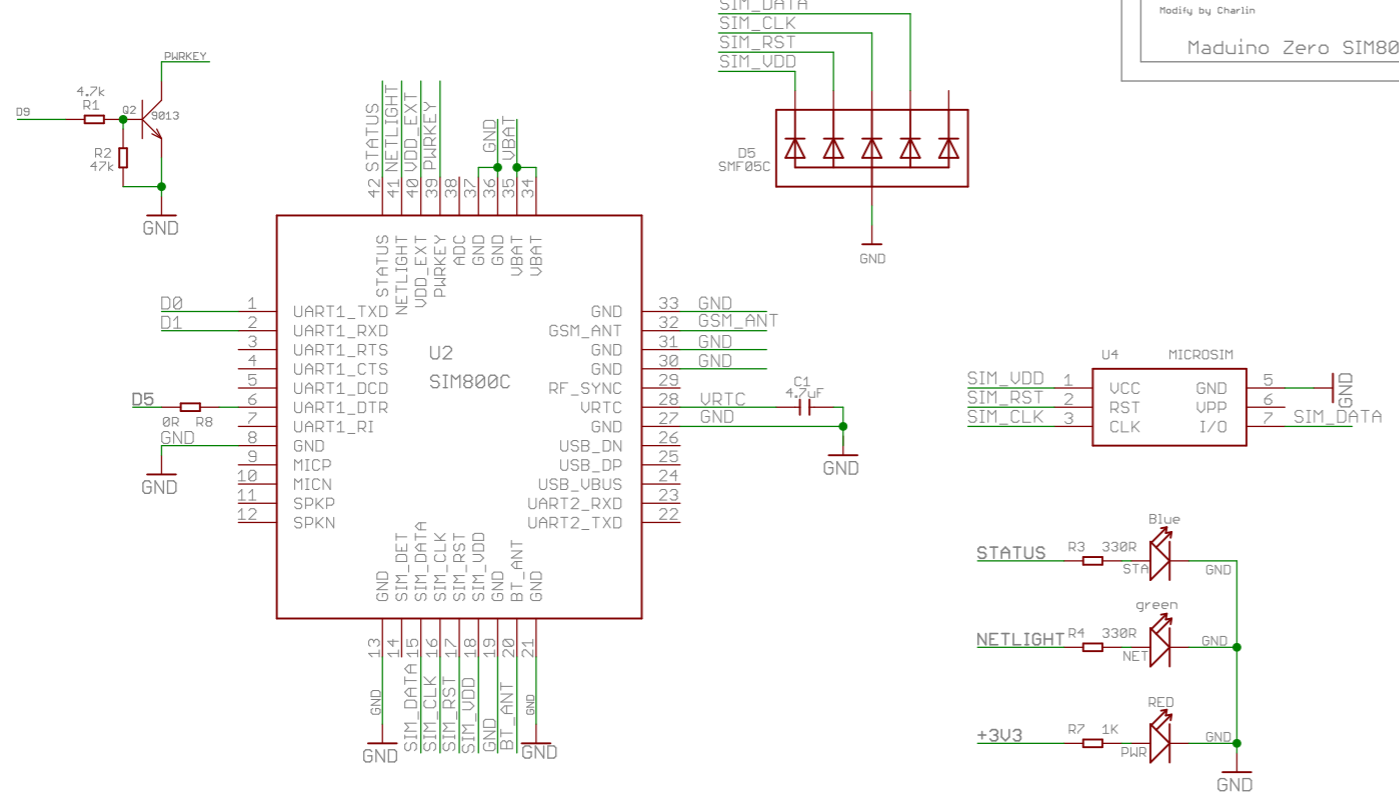 SIM_DATA
SIM_CLK
SIM_RST
SIM_VDD
Modify by Charlin
Maduino Zero SIM80
PWRKEY
4.7k
R1
D9
Q2
9013
R2
47k
GND
STATUS
NETLIGHT
VDD_EXT
PWRKEY
GND
VBAT
42
41
40
39
38
37
36
35
34
D5
SMF05C
GND
STATUS
NETLIGHT
VDD_EXT
PWRKEY
ADC
GND
GND
VBAT
VBAT
D0 1 UART1_TXD
D1 2 UART1_RXD
3 UART1_RTS
4 UART1_CTS
5 UART1_DCD
D5 6 UART1_DTR
0R R8
7 UART1_RI
GND 8 GND
9 MICP
10 MICN
11 SPKP
12 SPKN
GND
U2
SIM800C
GND 33 GND
GSM_ANT 32 GSM_ANT
GND 31 GND
GND 30 GND
RF_SYNC 29
VRTC 28 VRTC
GND 27 GND
USB_DN 26
USB_DP 25
USB_VBUS 24
UART2_RXD 23
UART2_TXD 22
C1
4.7uF
GND
GND
SIM_DET
SIM_DATA
SIM_CLK
SIM_RST
SIM_VDD
GND
BT_ANT
GND
13
14
15
16
17
18
19
20
21
GND
SIM_DATA
SIM_CLK
SIM_RST
SIM_VDD
GND
BT_ANT
GND
GND
GND
U4 MICROSIM
SIM_VDD 1 VCC GND 5 GND
SIM_RST 2 RST VPP 6
SIM_CLK 3 CLK I/O 7 SIM_DATA
Blue
STATUS R3 330R
STA GND
green
NETLIGHT R4 330R
NET GND
RED
+3V3 R7 1K
PWR GND
GND